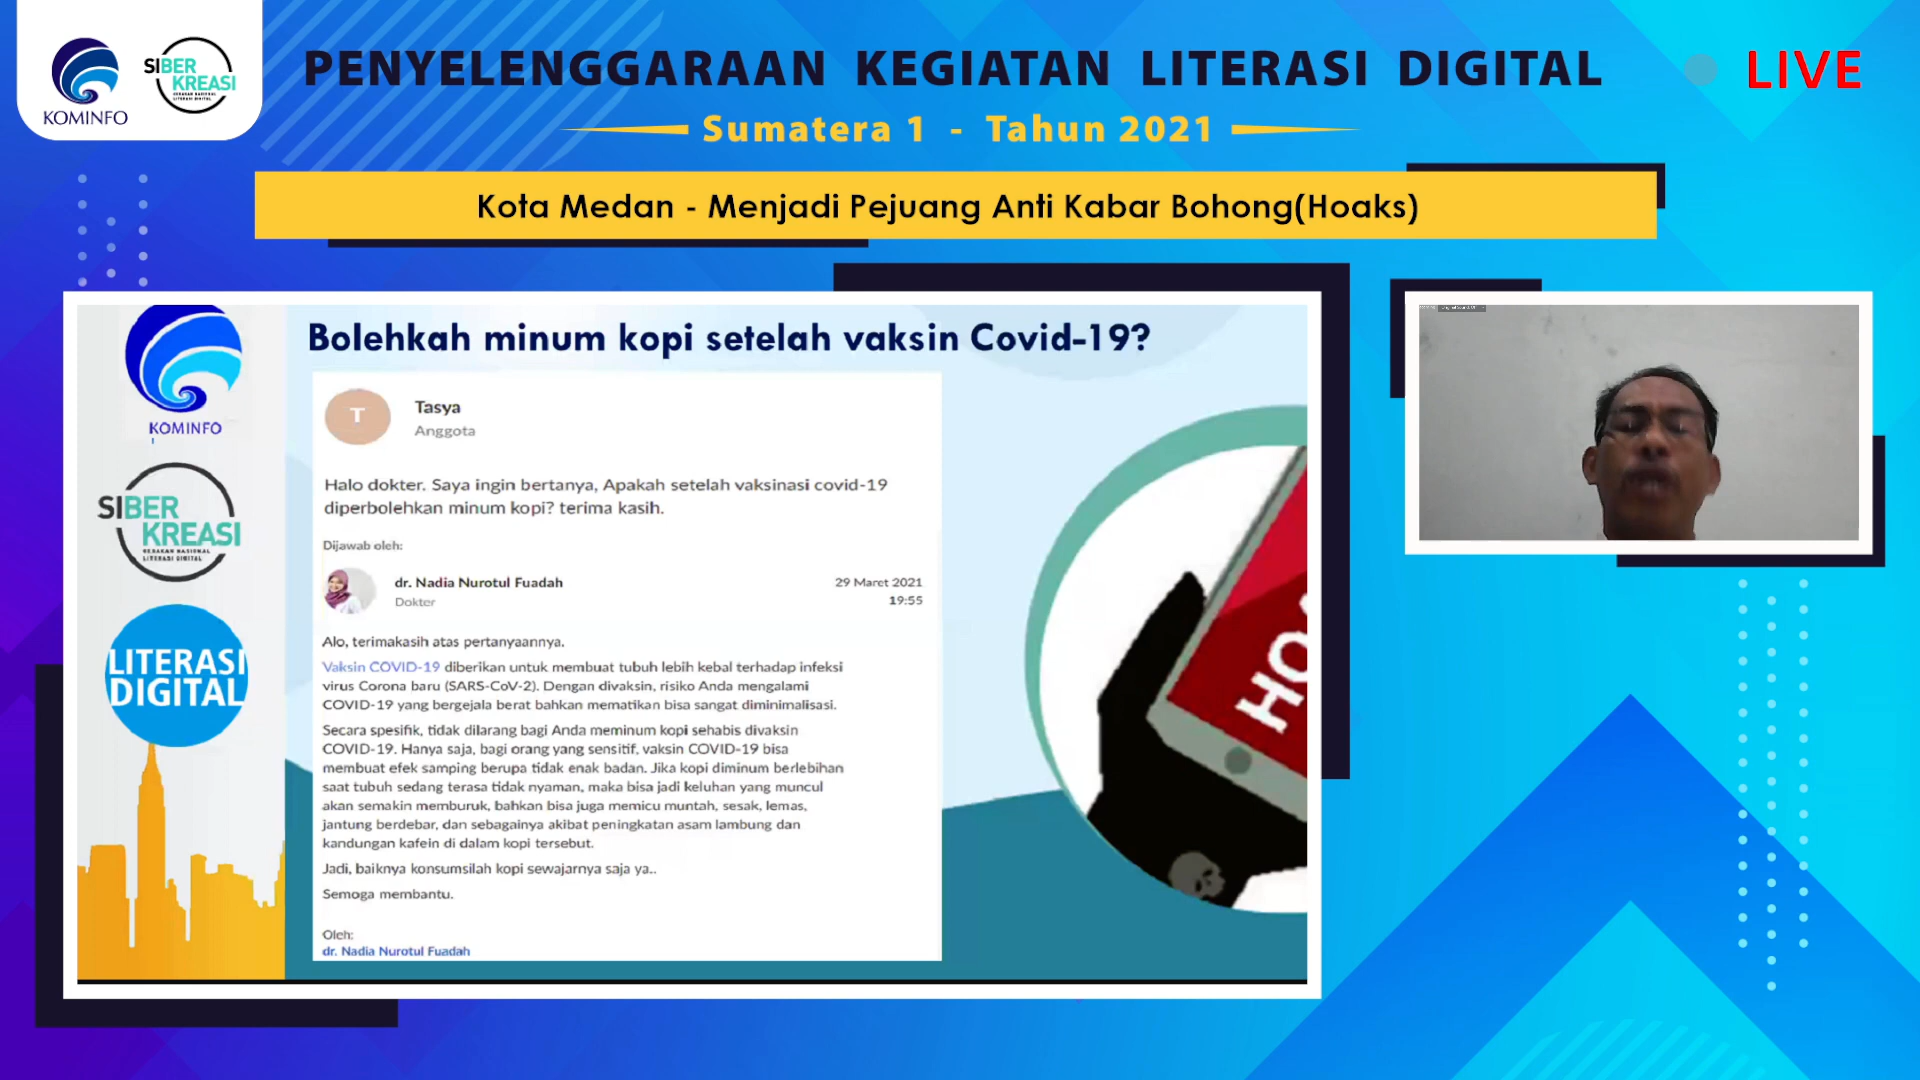 KOMINFO
SIBER
KREASI
GERAKAN NASIONAL
LITERASI DIGITAL
PENYELENGGARAAN KEGIATAN LITERASI DIGITAL
LIVE
Sumatera 1 - Tahun 2021
Kota Medan - Menjadi Pejuang Anti Kabar Bohong(Hoaks)
KOMINFO
SIBER
KREASI
GERAKAN NASIONAL
LITERASI DIGITAL
LITERASI
DIGITAL
Bolehkah minum kopi setelah vaksin Covid-19?
T
Tasya
Anggota
Halo dokter. Saya ingin bertanya, Apakah setelah vaksinasi covid-19
diperbolehkan minum kopi? terima kasih.
Dijawab oleh:
dr. Nadia Nurotul Fuadah
Dokter
29 Maret 2021
19:55
Alo, terimakasih atas pertanyaannya.
Vaksin COVID-19 diberikan untuk membuat tubuh lebih kebal terhadap infeksi
virus Corona baru (SARS-CoV-2). Dengan divaksin, risiko Anda mengalami
COVID-19 yang bergejala berat bahkan mematikan bisa sangat diminimalisasi.
Secara spesifik, tidak dilarang bagi Anda meminum kopi sehabis divaksin
COVID-19. Hanya saja, bagi orang yang sensitif, vaksin COVID-19 bisa
membuat efek samping berupa tidak enak badan. Jika kopi diminum berlebihan
saat tubuh sedang terasa tidak nyaman, maka bisa jadi keluhan yang muncul
akan semakin memburuk, bahkan bisa juga memicu muntah, sesak, lemas,
jantung berdebar, dan sebagainya akibat peningkatan asam lambung dan
kandungan kafein di dalam kopi tersebut.
Jadi, baiknya konsumsilah kopi sewajarnya saja ya..
Semoga membantu.
Oleh:
dr. Nadia Nurotul Fuadah
HO